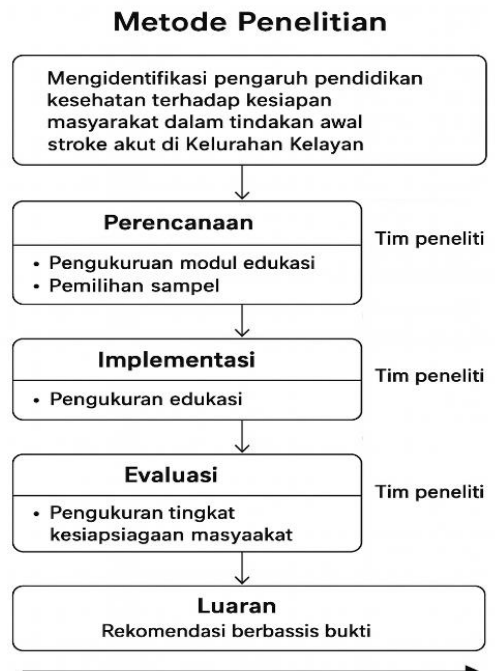 Metode Penelitian
Mengidentifikasi pengaruh pendidikan
kesehatan terhadap kesiapan
masyarakat dalam tindakan awal
stroke akut di Kelurahan Kelayan
Perencanaan
• Pengukuruan modul edukasi
• Pemilihan sampel
Tim peneliti
Implementasi
• Pengukuran edukasi
Tim peneliti
Evaluasi
• Pengukuran tingkat
kesiapsiagaan masyaakat
Tim peneliti
Luaran
Rekomendasi berbassis bukti